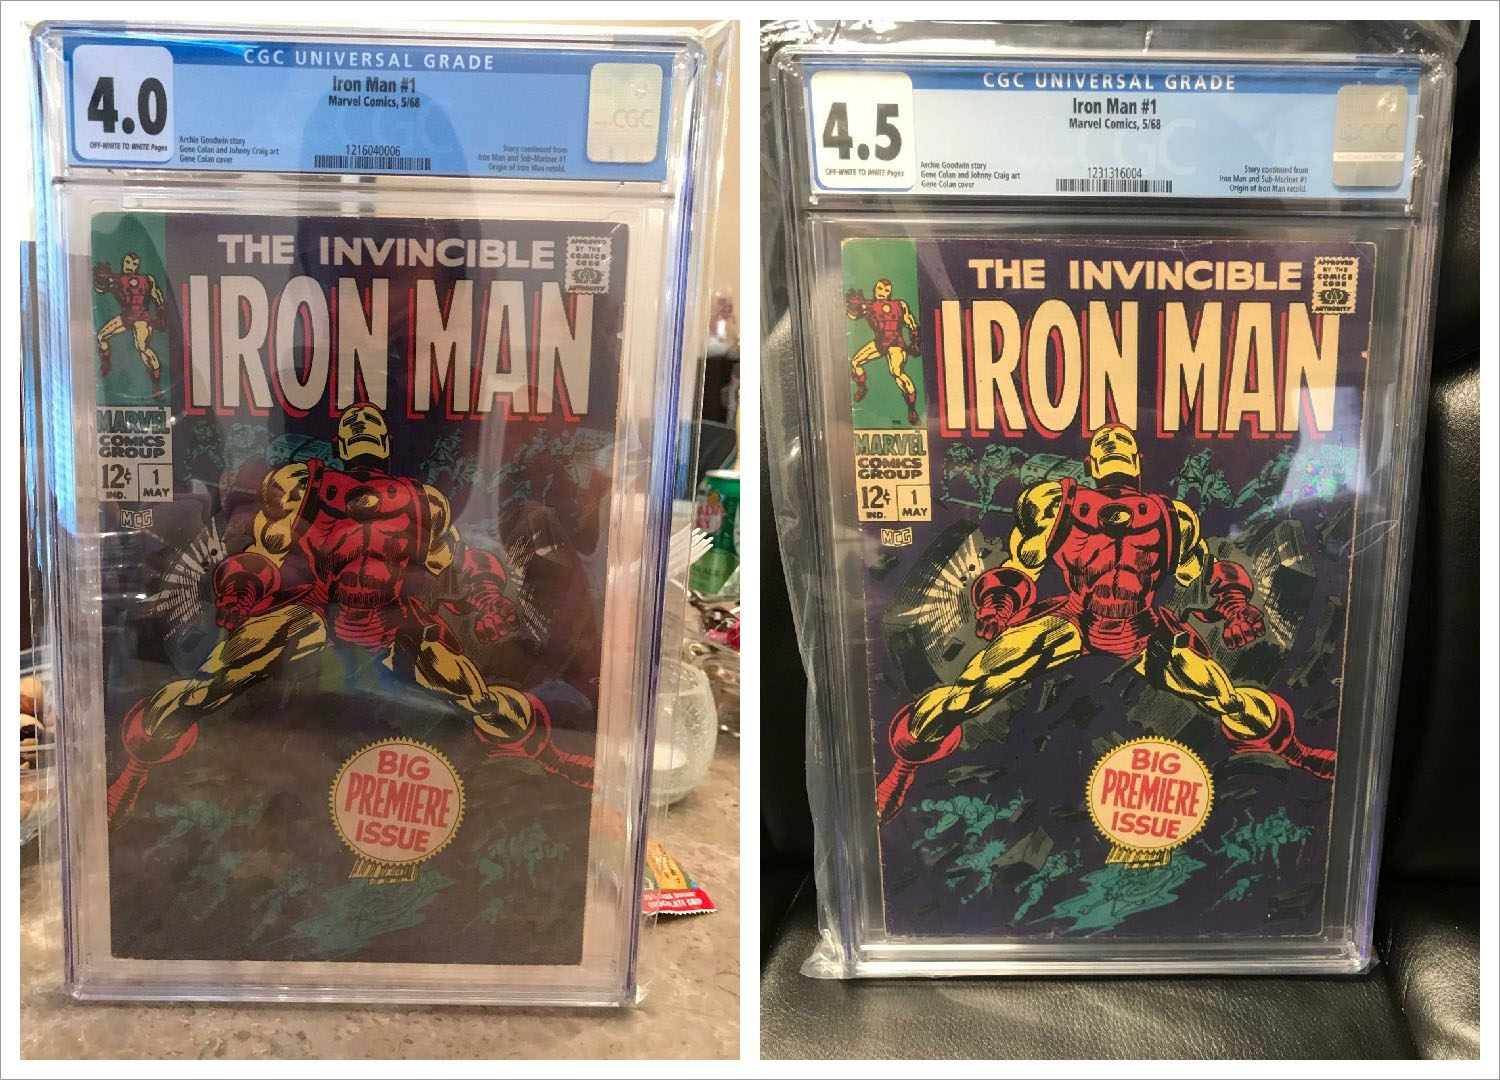 CGC UNIVERSAL GRADE
4.0
OFF-WHITE TO WHITE Pages
Iron Man #1
Marvel Comics, 5/68
Archie Goodwin story
Gene Colan and Johnny Craig art
Gene Colan cover
1216040006
Story continued from
Iron Man and Sub-Mariner #1
Origin of Iron Man retold.
CGC
THE INVINCIBLE
IRON MAN
APPROVED
BY THE
COMICS
CODE
AUTHORITY
MARVEL
COMICS
GROUP
12¢
IND.
1
MAY
MCG
BIG
PREMIERE
ISSUE
CHOCOLATE CHIP
CGC UNIVERSAL GRADE
4.5
OFF-WHITE TO WHITE Pages
Iron Man #1
Marvel Comics, 5/68
Archie Goodwin story
Gene Colan and Johnny Craig art
Gene Colan cover
1231316004
Story continued from
Iron Man and Sub-Mariner #1
Origin of Iron Man retold.
CGC
THE INVINCIBLE
IRON MAN
APPROVED
BY THE
COMICS
CODE
AUTHORITY
MARVEL
COMICS
GROUP
12¢
IND.
1
MAY
MCG
BIG
PREMIERE
ISSUE